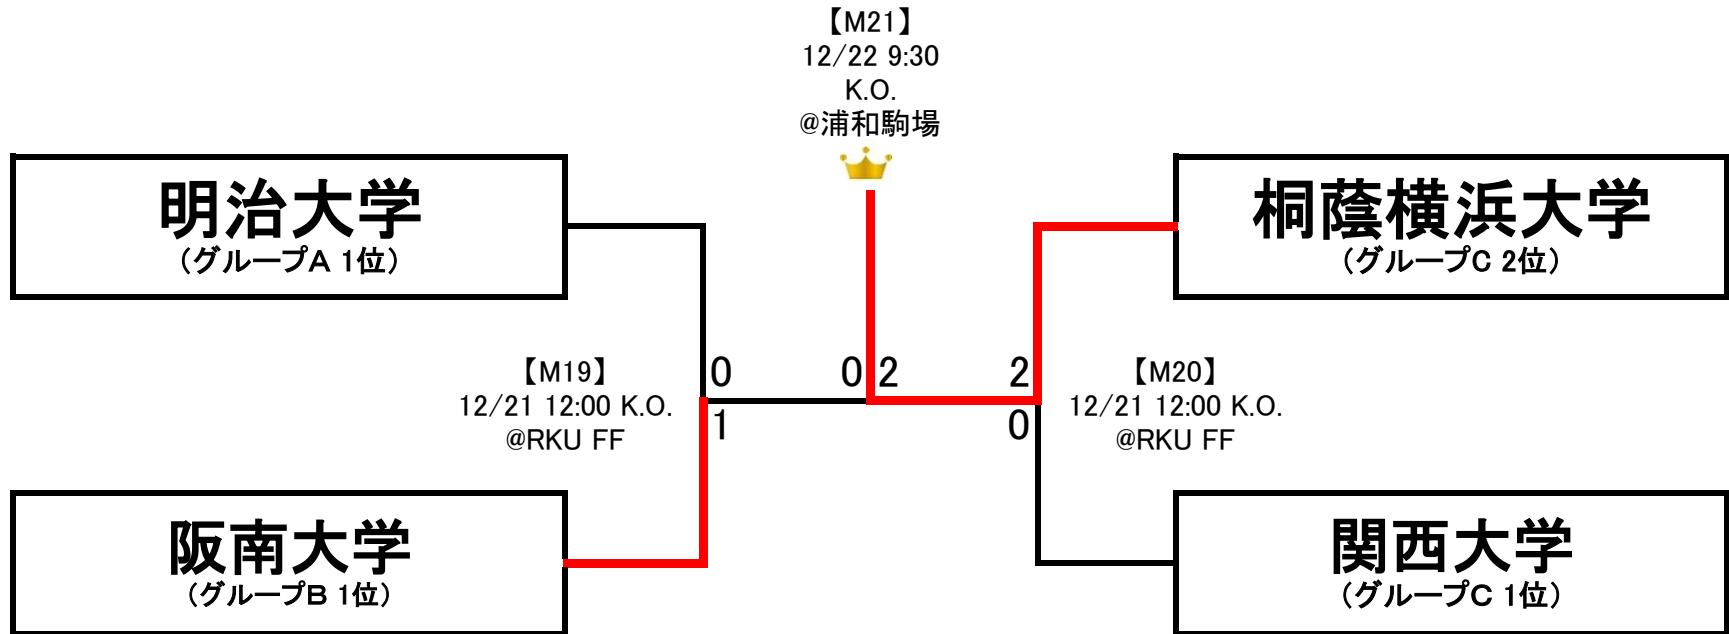 【M21】
12/22 9:30
K.O.
@浦和駒場
明治大学
（グループA 1位）
桐蔭横浜大学
（グループC 2位）
【M19】
12/21 12:00 K.O.
@RKU FF
0
1
0 2
2
0
【M20】
12/21 12:00 K.O.
@RKU FF
阪南大学
（グループB 1位）
関西大学
（グループC 1位）